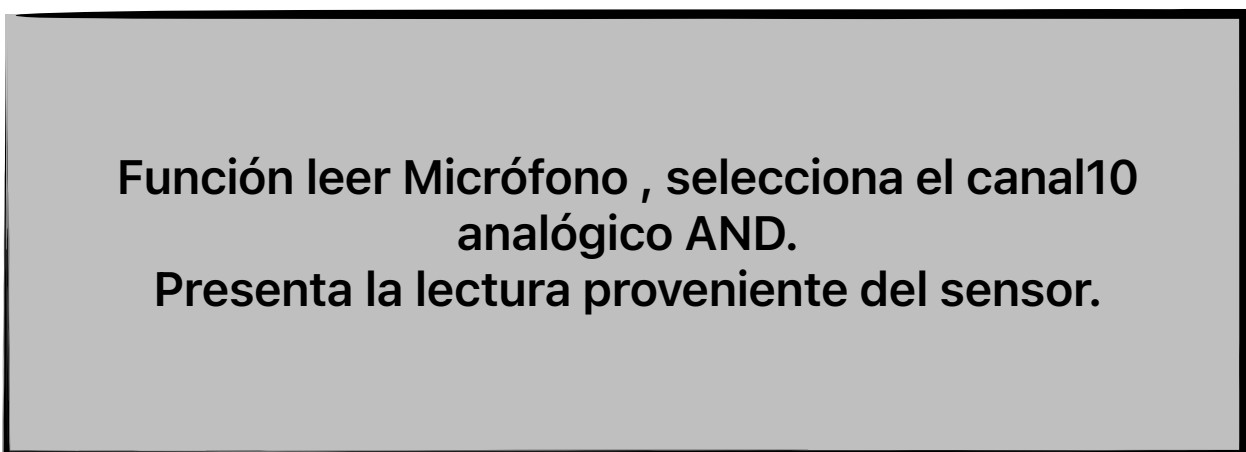 Función leer Micrófono , selecciona el canal10
analógico AND.
Presenta la lectura proveniente del sensor.